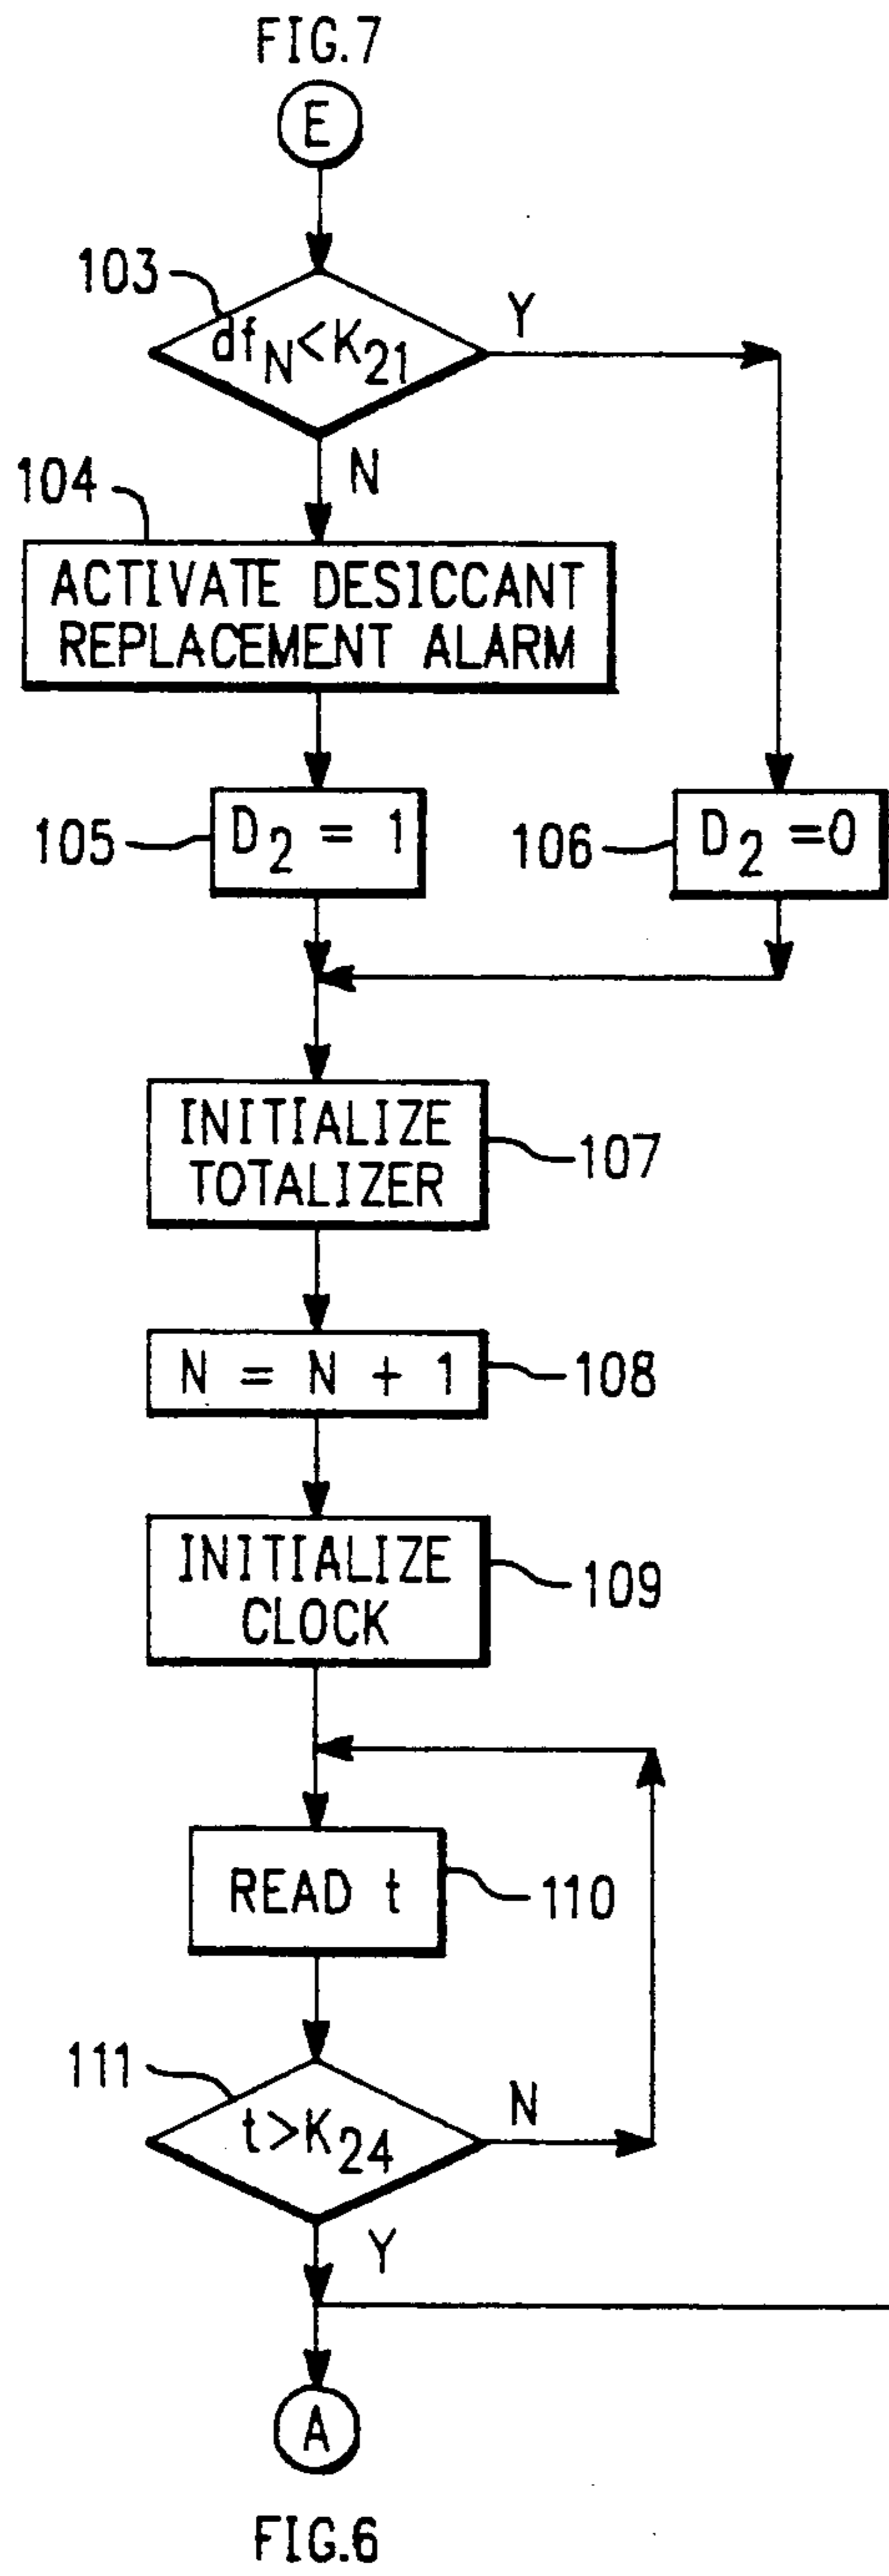 FIG.7
E
103
df_N<K_21
Y
N
104
ACTIVATE DESICCANT
REPLACEMENT ALARM
105
D_2 = 1
106
D_2 =0
INITIALIZE
TOTALIZER
107
N = N + 1
108
INITIALIZE
CLOCK
109
READ t
110
111
t>K_24
N
Y
A
FIG.6